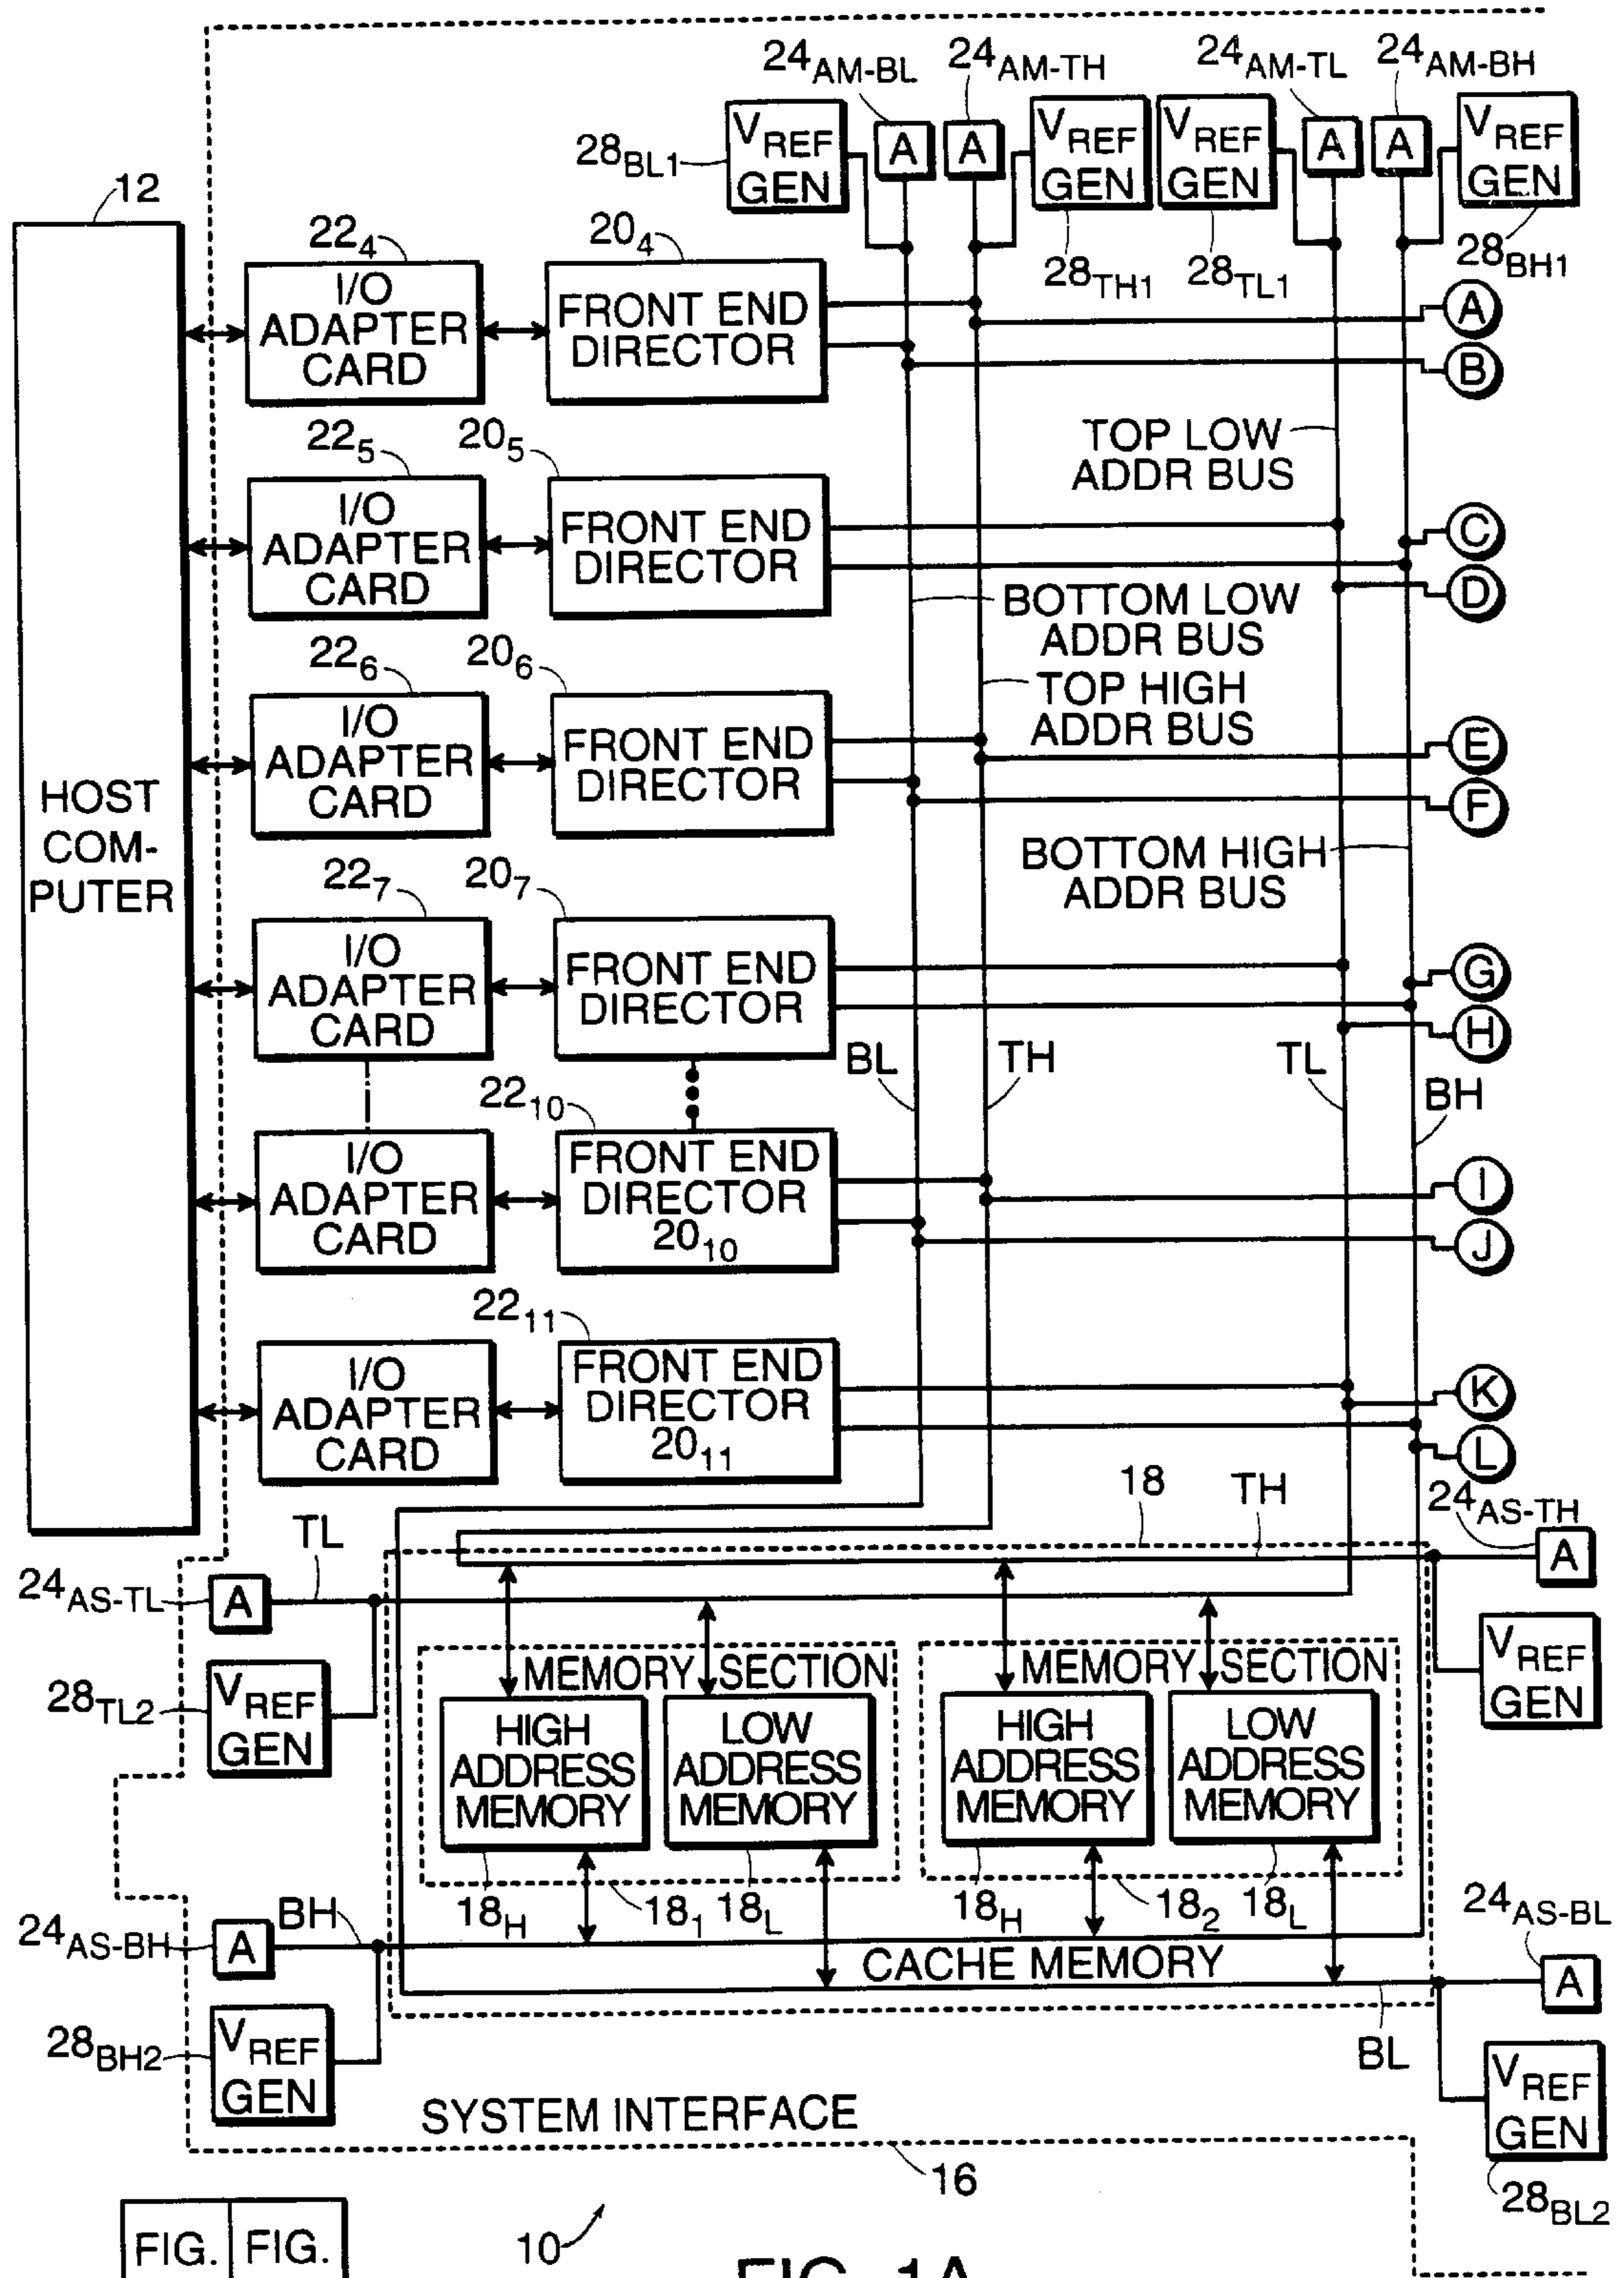 24AM-BL 24AM-TH 24AM-TL 24AM-BH
VREF GEN
A
A
VREF GEN
VREF GEN
A
A
VREF GEN
28BL1
28TH1
28TL1
28BH1
12
HOST COM- PUTER
224
I/O ADAPTER CARD
204
FRONT END DIRECTOR
A
B
TOP LOW ADDR BUS
225
I/O ADAPTER CARD
205
FRONT END DIRECTOR
C
D
BOTTOM LOW ADDR BUS
226
I/O ADAPTER CARD
206
FRONT END DIRECTOR
TOP HIGH ADDR BUS
E
F
BOTTOM HIGH ADDR BUS
227
I/O ADAPTER CARD
207
FRONT END DIRECTOR
G
H
BL
TH
TL
BH
2210
I/O ADAPTER CARD
FRONT END DIRECTOR 2010
I
J
2211
I/O ADAPTER CARD
FRONT END DIRECTOR 2011
K
L
18
TH
24AS-TH
A
TL
24AS-TL
A
28TL2
VREF GEN
VREF GEN
MEMORY SECTION
HIGH ADDRESS MEMORY
LOW ADDRESS MEMORY
MEMORY SECTION
HIGH ADDRESS MEMORY
LOW ADDRESS MEMORY
18H
181
18L
18H
182
18L
24AS-BH
A
BH
24AS-BL
A
CACHE MEMORY
28BH2
VREF GEN
BL
VREF GEN
28BL2
SYSTEM INTERFACE
16
10
FIG. FIG.
FIG. 1A